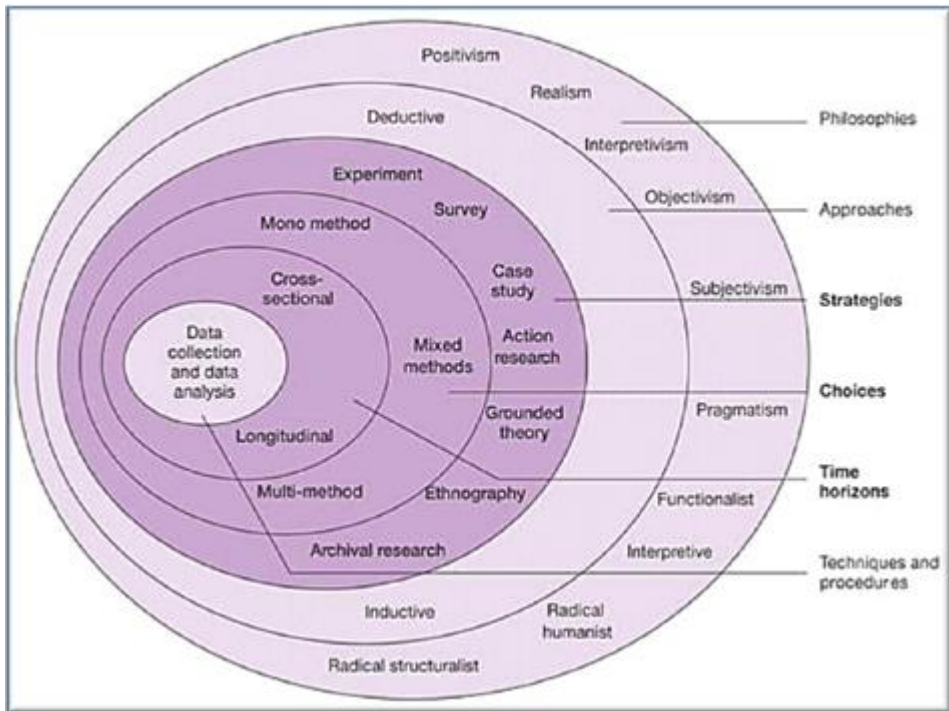 Positivism
Realism
Philosophies
Deductive
Interpretivism
Experiment
Objectivism
Approaches
Survey
Mono method
Case
study
Cross-
sectional
Subjectivism
Strategies
Data
collection
and data
analysis
Mixed
methods
Action
research
Choices
Grounded
theory
Pragmatism
Longitudinal
Time
horizons
Multi-method
Ethnography
Functionalist
Archival research
Interpretive
Techniques and
procedures
Inductive
Radical
humanist
Radical structuralist